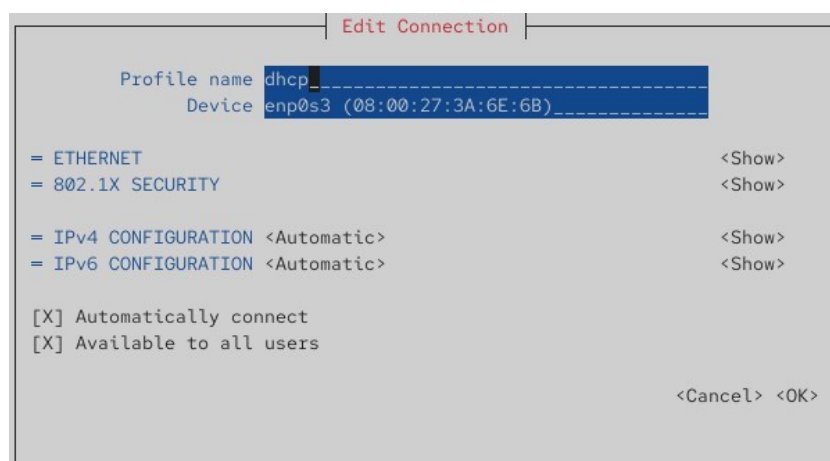 Edit Connection
Profile name dhcp
Device enp0s3 (08:00:27:3A:6E:6B)
= ETHERNET <Show>
= 802.1X SECURITY <Show>
= IPv4 CONFIGURATION <Automatic> <Show>
= IPv6 CONFIGURATION <Automatic> <Show>
[X] Automatically connect
[X] Available to all users
<Cancel> <OK>